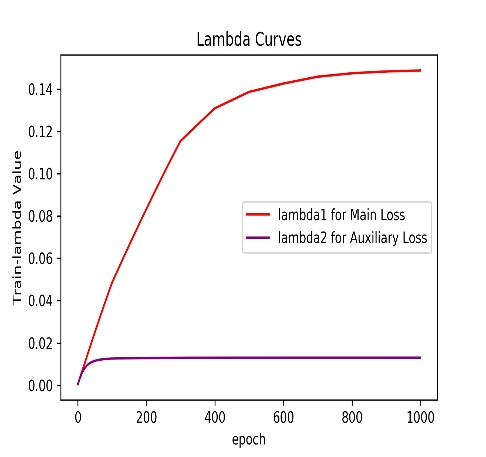 Lambda Curves
Train-lambda Value
0.14
0.12
0.10
0.08
0.06
0.04
0.02
0.00
lambda1 for Main Loss
lambda2 for Auxiliary Loss
0 200 400 600 800 1000
epoch